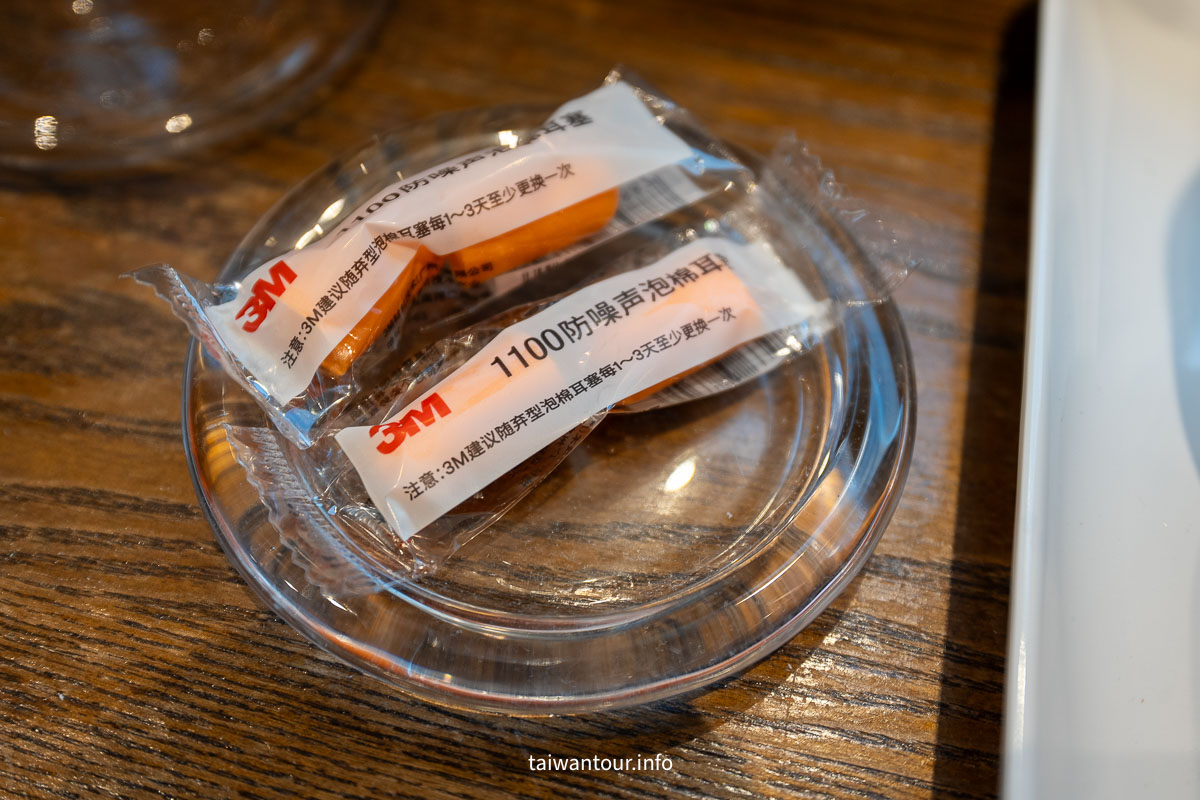 1100防噪声泡棉耳塞
3M
注意:3M建议随弃型泡棉耳塞每1～3天至少更换一次
1100防噪声泡棉耳
3M
注意:3M建议随弃型泡棉耳塞每1～3天至少更换一次
taiwantour.info